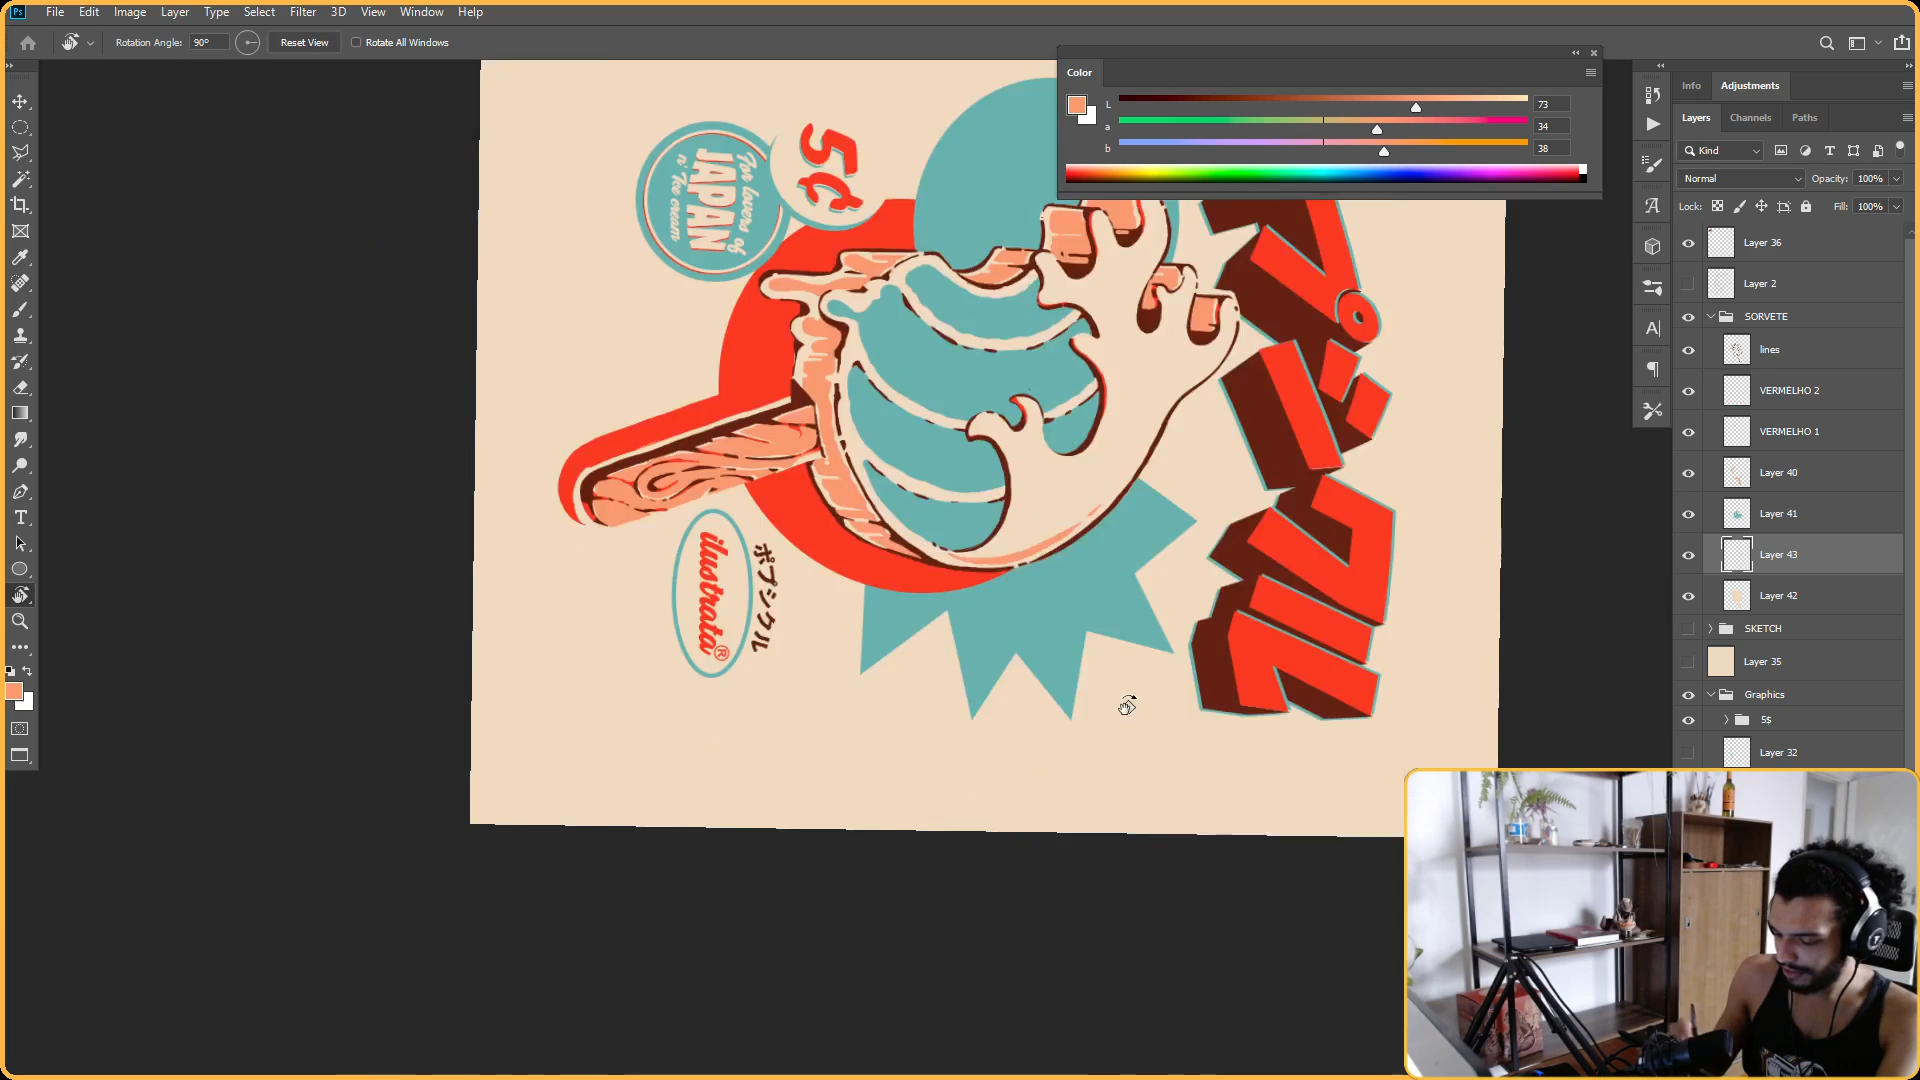 Ps File Edit Image Layer Type Select Filter 3D View Window Help
Rotation Angle: 90° Reset View Rotate All Windows
Color
L 73
a 34
b 38
Info Adjustments
Layers Channels Paths
Kind
Normal Opacity: 100%
Lock: Fill: 100%
Layer 36
Layer 2
SORVETE
lines
VERMELHO 2
VERMELHO 1
Layer 40
Layer 41
Layer 43
Layer 42
SKETCH
Layer 35
Graphics
5$
Layer 32
For lovers of
JAPAN
n' Ice cream
5¢
ilustrata®
ポプシクル